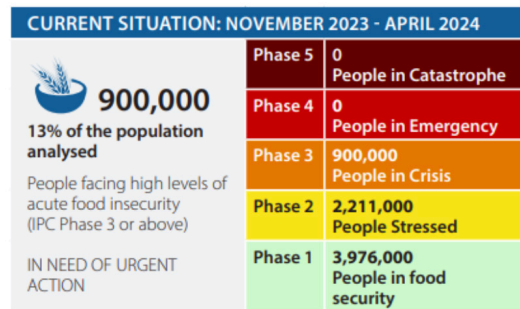 CURRENT SITUATION: NOVEMBER 2023 - APRIL 2024
900,000
13% of the population
analysed
People facing high levels of
acute food insecurity
(IPC Phase 3 or above)
IN NEED OF URGENT
ACTION
Phase 5
0
People in Catastrophe
Phase 4
0
People in Emergency
Phase 3
900,000
People in Crisis
Phase 2
2,211,000
People Stressed
Phase 1
3,976,000
People in food
security